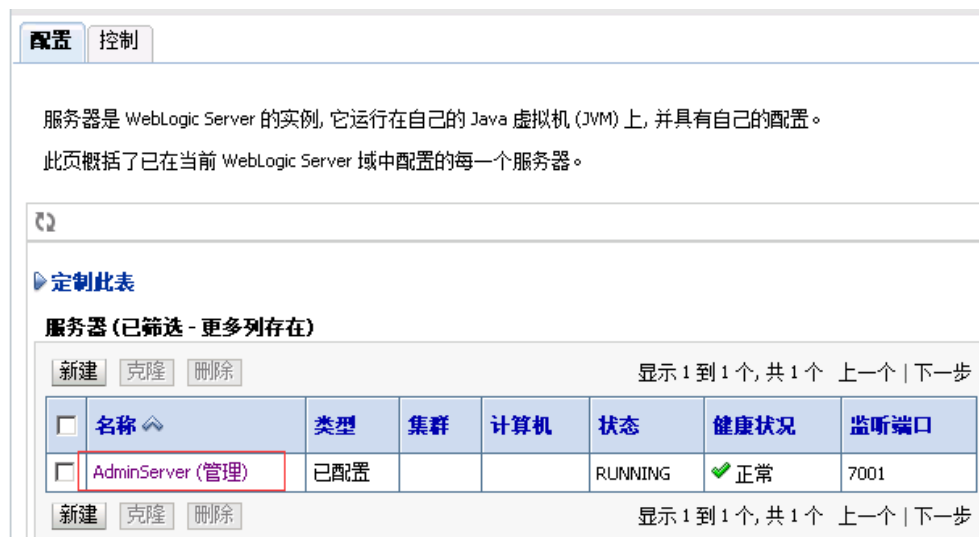 配置 控制
服务器是 WebLogic Server 的实例, 它运行在自己的 Java 虚拟机 (JVM) 上, 并具有自己的配置。
此页概括了已在当前 WebLogic Server 域中配置的每一个服务器。
定制此表
服务器 (已筛选 - 更多列存在)
新建 克隆 删除 显示 1 到 1 个, 共 1 个 上一个 | 下一步
名称 类型 集群 计算机 状态 健康状况 监听端口
AdminServer (管理) 已配置 RUNNING 正常 7001
新建 克隆 删除 显示 1 到 1 个, 共 1 个 上一个 | 下一步